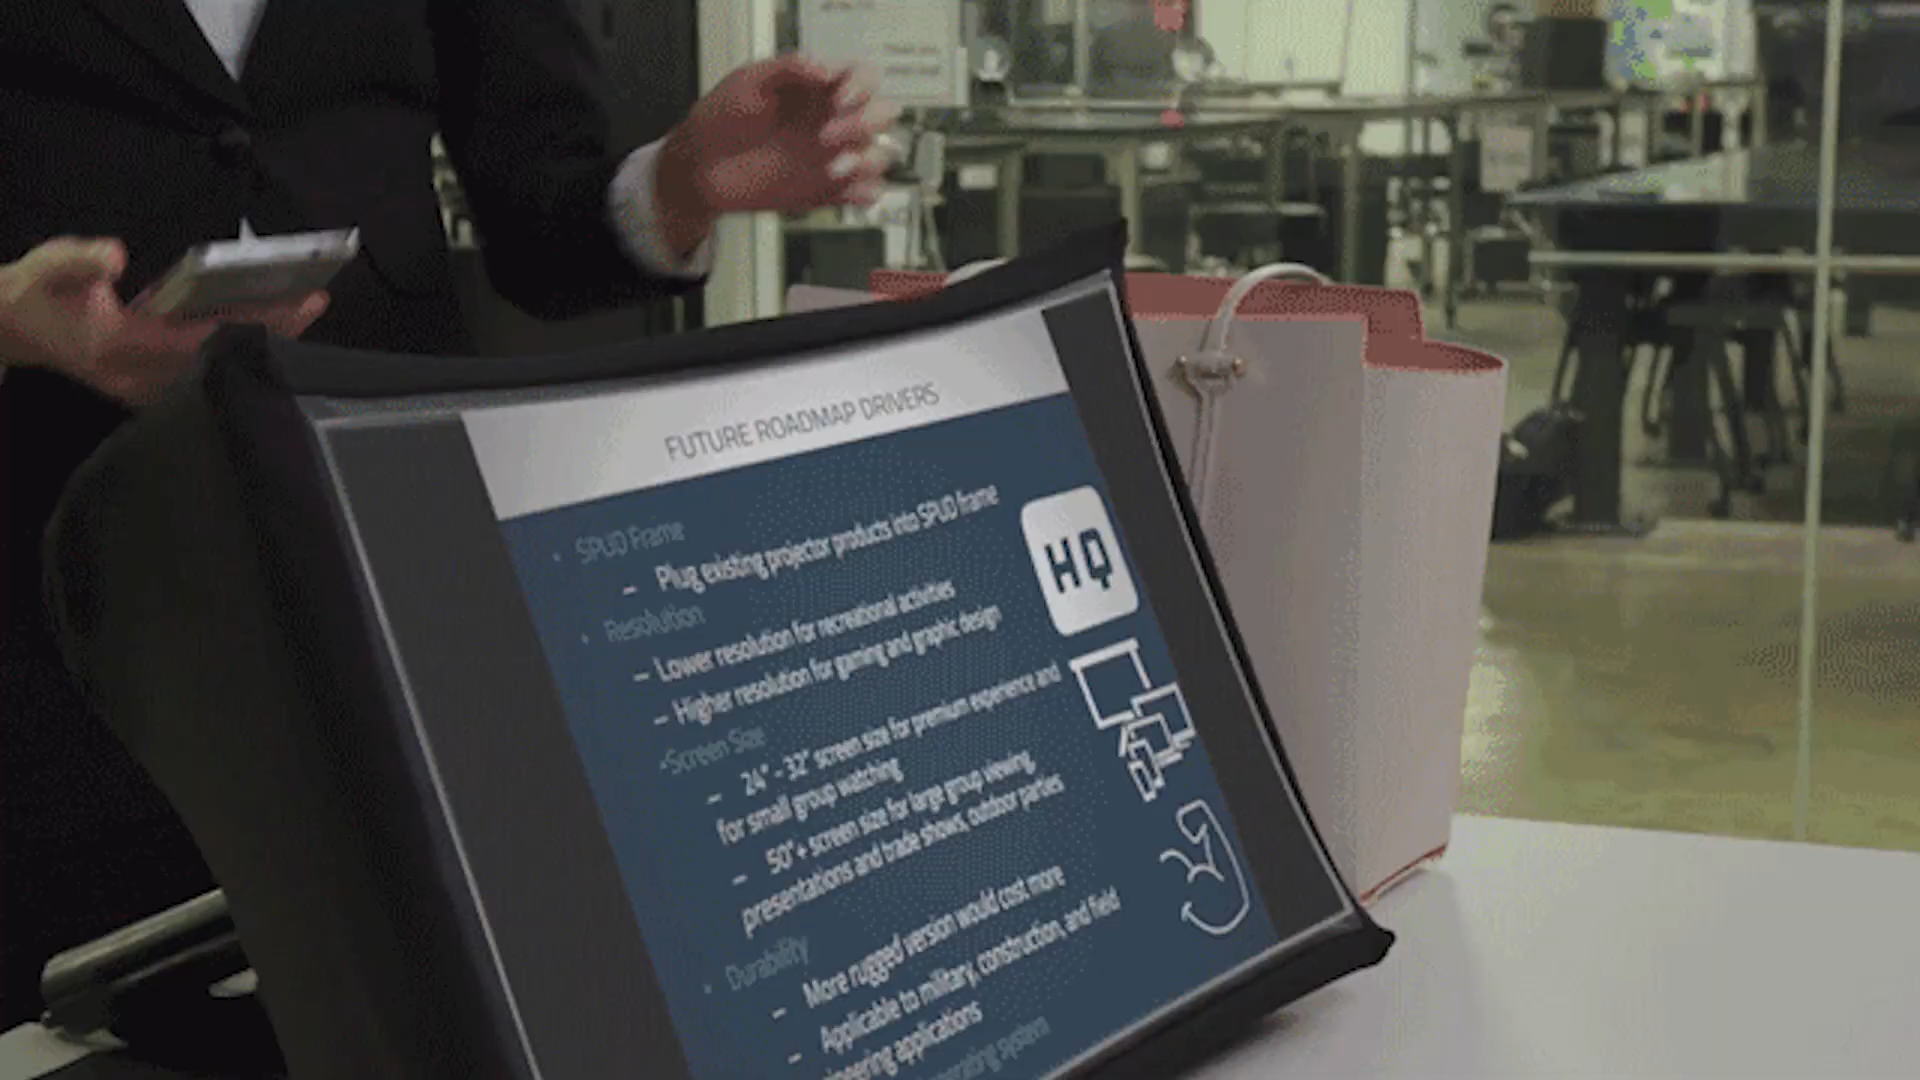 FUTURE ROADMAP DRIVERS
• SPUD Frame
– Plug existing projector products into SPUD frame
• Resolution
– Lower resolution for recreational activities
– Higher resolution for gaming and graphic design
•Screen Size
– 24" - 32" screen size for premium experience and
for small group watching
– 50"+ screen size for large group viewing,
presentations and trade shows, outdoor parties
• Durability
– More rugged version would cost more
– Applicable to military, construction, and field
applications
system
HQ